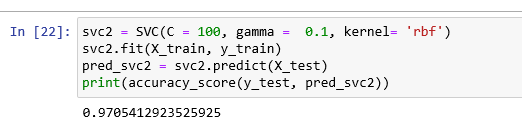 In [22]: svc2 = SVC(C = 100, gamma =  0.1, kernel= 'rbf')
svc2.fit(X_train, y_train)
pred_svc2 = svc2.predict(X_test)
print(accuracy_score(y_test, pred_svc2))
0.9705412923525925